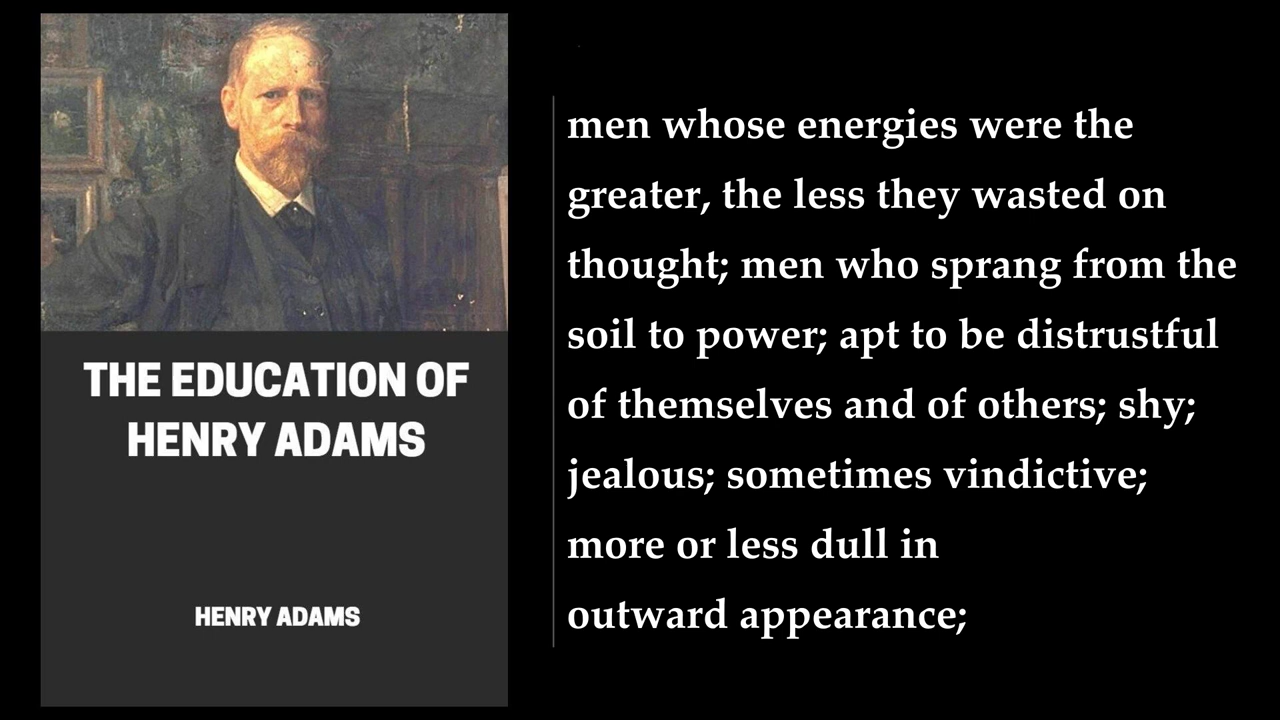 THE EDUCATION OF
HENRY ADAMS
HENRY ADAMS
men whose energies were the
greater, the less they wasted on
thought; men who sprang from the
soil to power; apt to be distrustful
of themselves and of others; shy;
jealous; sometimes vindictive;
more or less dull in
outward appearance;